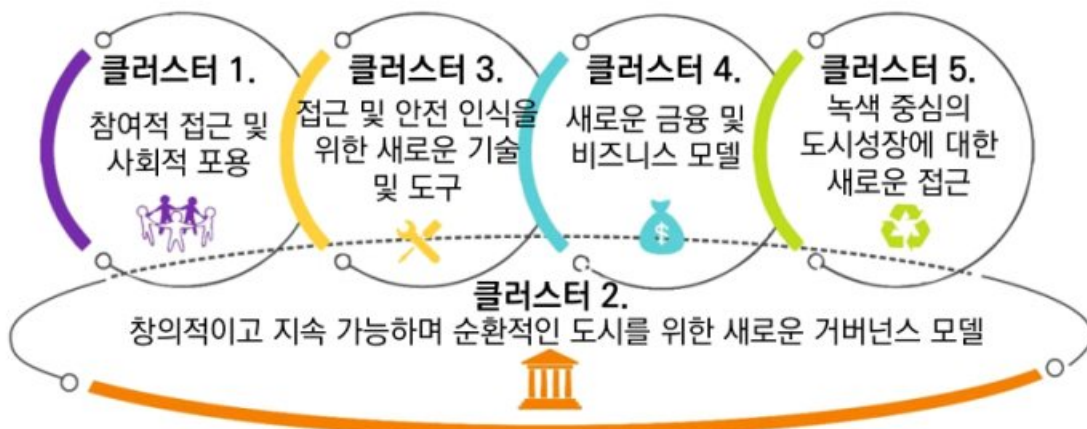 클러스터 1.
참여적 접근 및
사회적 포용
클러스터 3.
접근 및 안전 인식을
위한 새로운 기술
및 도구
클러스터 4.
새로운 금융 및
비즈니스 모델
$
클러스터 5.
녹색 중심의
도시성장에 대한
새로운 접근
클러스터 2.
창의적이고 지속 가능하며 순환적인 도시를 위한 새로운 거버넌스 모델